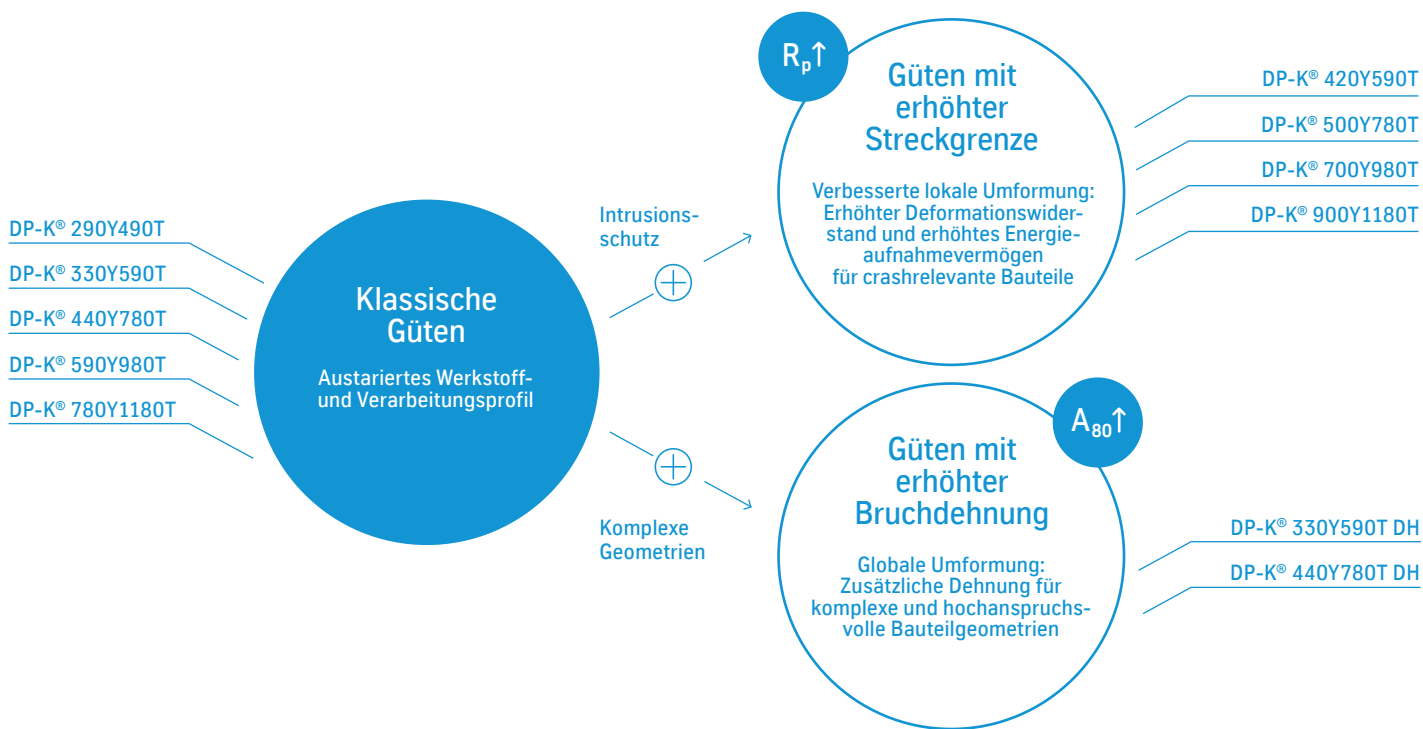 DP-K® 290Y490T
DP-K® 330Y590T
DP-K® 440Y780T
DP-K® 590Y980T
DP-K® 780Y1180T
Klassische
Güten
Austariertes Werkstoff-
und Verarbeitungsprofil
Intrusions-
schutz
Komplexe
Geometrien
Rp↑
Güten mit
erhöhter
Streckgrenze
Verbesserte lokale Umformung:
Erhöhter Deformationswider-
stand und erhöhtes Energie-
aufnahmevermögen
für crashrelevante Bauteile
DP-K® 420Y590T
DP-K® 500Y780T
DP-K® 700Y980T
DP-K® 900Y1180T
A80↑
Güten mit
erhöhter
Bruchdehnung
Globale Umformung:
Zusätzliche Dehnung für
komplexe und hochanspruchs-
volle Bauteilgeometrien
DP-K® 330Y590T DH
DP-K® 440Y780T DH